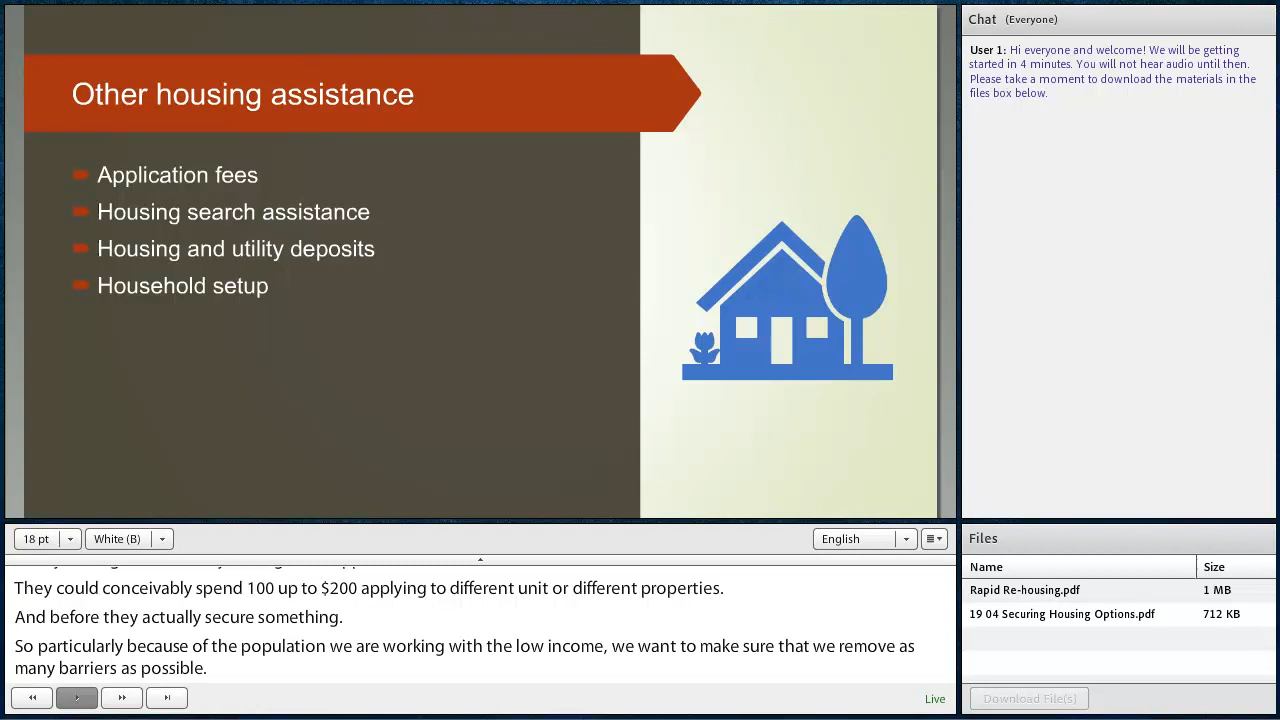 Other housing assistance
Application fees
Housing search assistance
Housing and utility deposits
Household setup
Chat (Everyone)
User 1: Hi everyone and welcome! We will be getting
started in 4 minutes. You will not hear audio until then.
Please take a moment to download the materials in the
files box below.
18 pt
White (B)
English
They could conceivably spend 100 up to $200 applying to different unit or different properties.
And before they actually secure something.
So particularly because of the population we are working with the low income, we want to make sure that we remove as
many barriers as possible.
Live
Files
Name Size
Rapid Re-housing.pdf 1 MB
19 04 Securing Housing Options.pdf 712 KB
Download File(s)